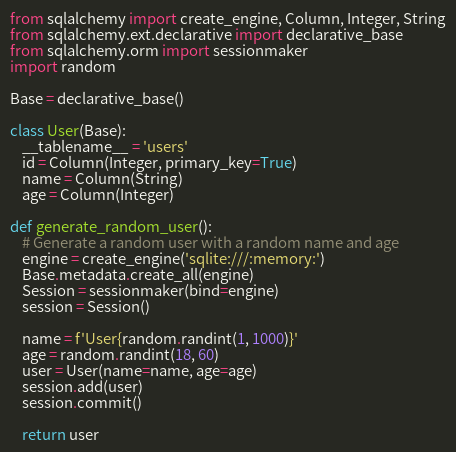 from sqlalchemy import create_engine, Column, Integer, String
from sqlalchemy.ext.declarative import declarative_base
from sqlalchemy.orm import sessionmaker
import random

Base = declarative_base()

class User(Base):
    __tablename__ = 'users'
    id = Column(Integer, primary_key=True)
    name = Column(String)
    age = Column(Integer)

def generate_random_user():
    # Generate a random user with a random name and age
    engine = create_engine('sqlite:///:memory:')
    Base.metadata.create_all(engine)
    Session = sessionmaker(bind=engine)
    session = Session()

    name = f'User{random.randint(1, 1000)}'
    age = random.randint(18, 60)
    user = User(name=name, age=age)
    session.add(user)
    session.commit()

    return user